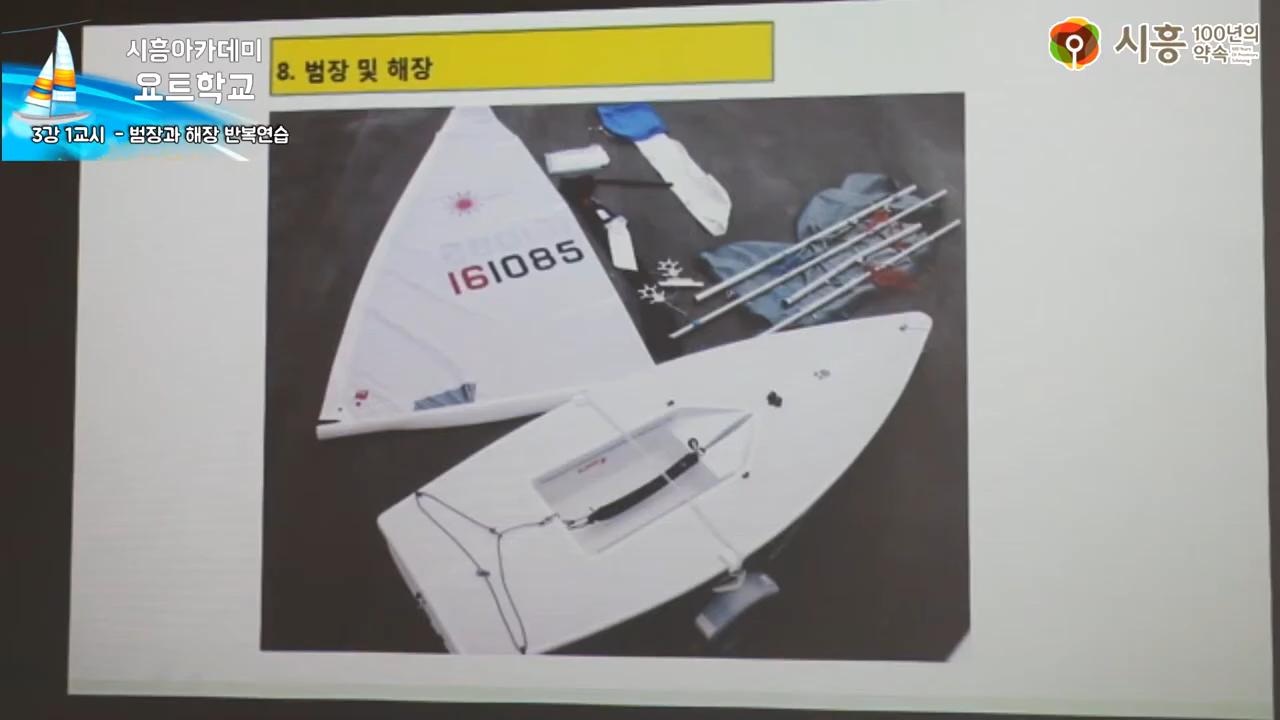 시흥아카데미
요트학교
3강 1교시 - 범장과 해장 반복연습
8. 범장 및 해장
시흥 100년의
약속
161085